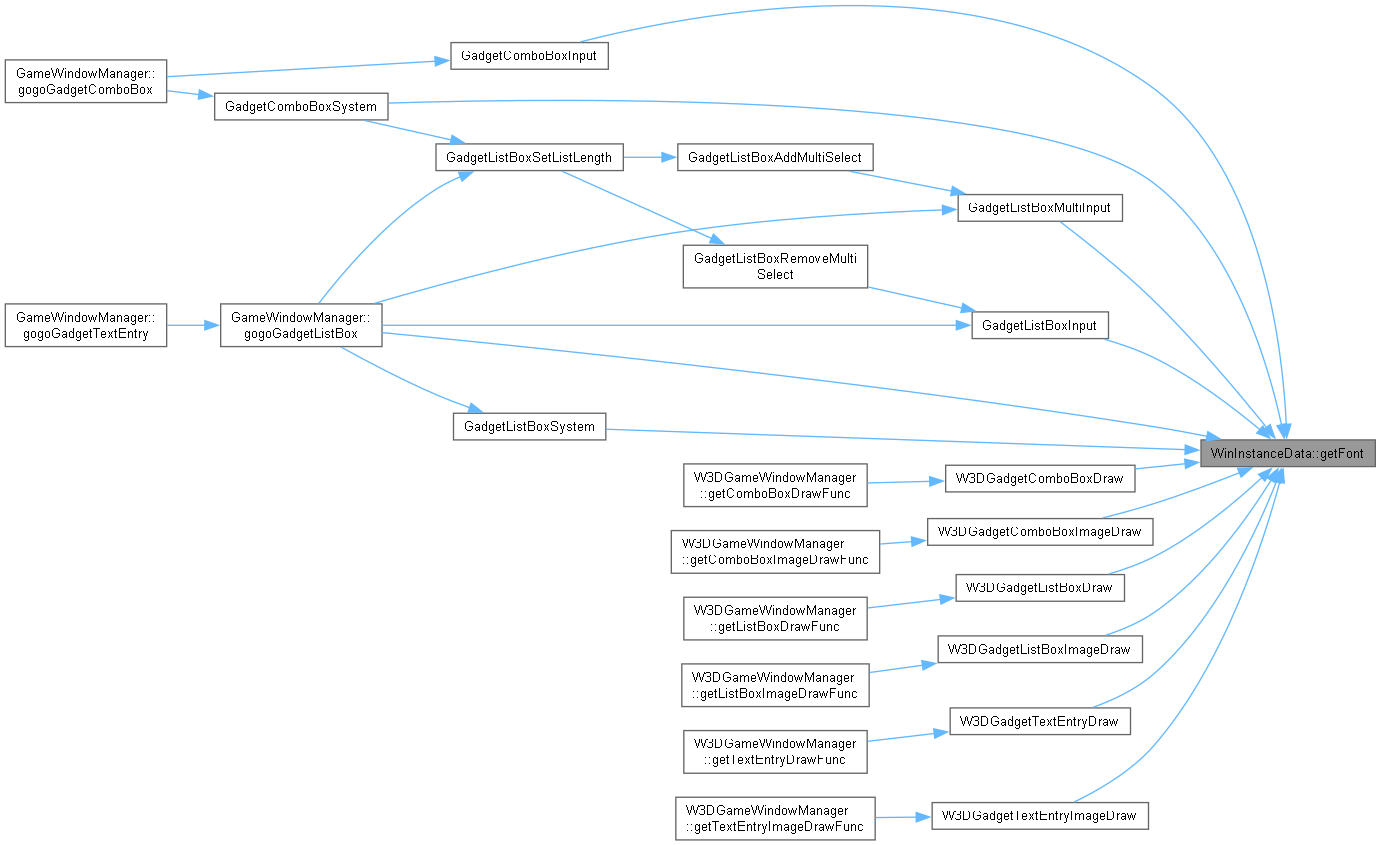 GadgetComboBoxInput
GameWindowManager::
gogoGadgetComboBox
GadgetComboBoxSystem
GadgetListBoxSetListLength
GadgetListBoxAddMultiSelect
GadgetListBoxMultiInput
GadgetListBoxRemoveMulti
Select
GameWindowManager::
gogoGadgetTextEntry
GameWindowManager::
gogoGadgetListBox
GadgetListBoxInput
GadgetListBoxSystem
WinInstanceData::getFont
W3DGameWindowManager
::getComboBoxDrawFunc
W3DGadgetComboBoxDraw
W3DGameWindowManager
::getComboBoxImageDrawFunc
W3DGadgetComboBoxImageDraw
W3DGameWindowManager
::getListBoxDrawFunc
W3DGadgetListBoxDraw
W3DGameWindowManager
::getListBoxImageDrawFunc
W3DGadgetListBoxImageDraw
W3DGameWindowManager
::getTextEntryDrawFunc
W3DGadgetTextEntryDraw
W3DGameWindowManager
::getTextEntryImageDrawFunc
W3DGadgetTextEntryImageDraw